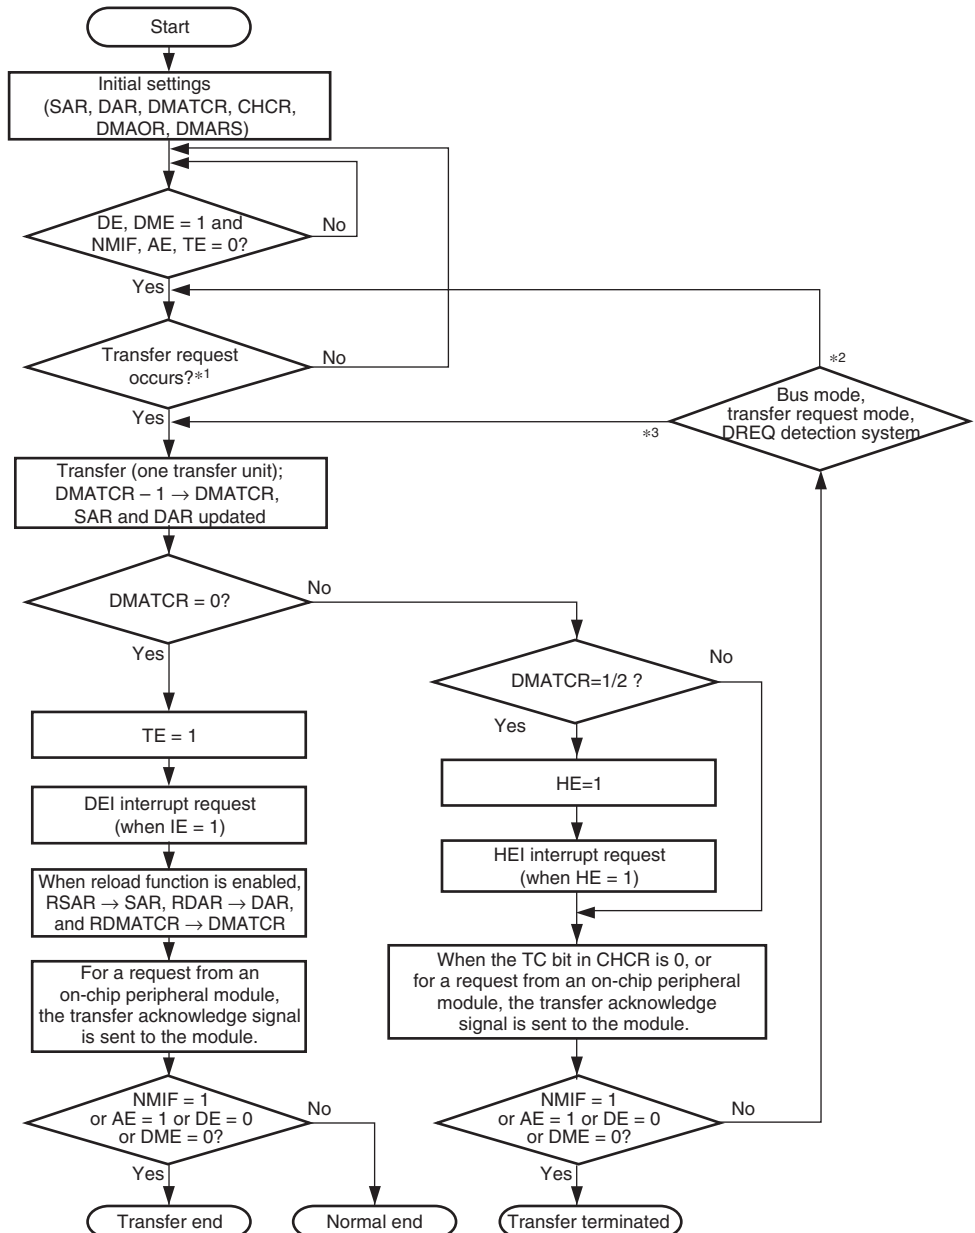 Start
Initial settings
(SAR, DAR, DMATCR, CHCR,
DMAOR, DMARS)
DE, DME = 1 and
NMIF, AE, TE = 0?
No
Yes
Transfer request
occurs?*1
No
Yes
*2
Bus mode,
transfer request mode,
DREQ detection system
*3
Transfer (one transfer unit);
DMATCR – 1 → DMATCR,
SAR and DAR updated
DMATCR = 0?
No
Yes
DMATCR=1/2 ?
No
Yes
TE = 1
HE=1
DEI interrupt request
(when IE = 1)
HEI interrupt request
(when HE = 1)
When reload function is enabled,
RSAR → SAR, RDAR → DAR,
and RDMATCR → DMATCR
When the TC bit in CHCR is 0, or
for a request from an on-chip peripheral
module, the transfer acknowledge
signal is sent to the module.
For a request from an
on-chip peripheral module,
the transfer acknowledge signal
is sent to the module.
NMIF = 1
or AE = 1 or DE = 0
or DME = 0?
No
Yes
NMIF = 1
or AE = 1 or DE = 0
or DME = 0?
No
Yes
Transfer end
Normal end
Transfer terminated